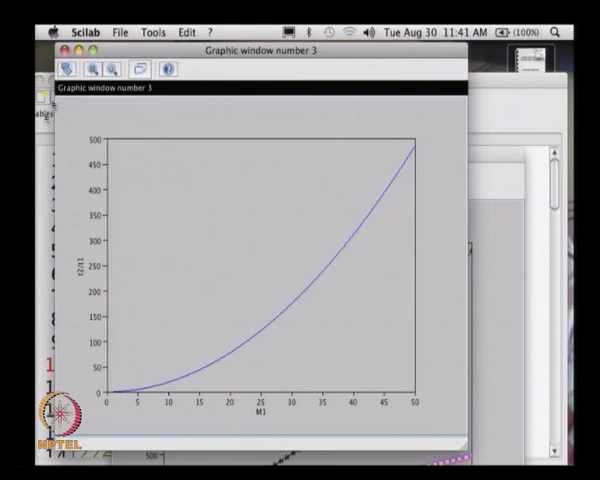 Scilab File Tools Edit ? Tue Aug 30 11:41 AM (100%)
Graphic window number 3
Graphic window number 3
ables
500
450
400
350
300
250
200
150
100
50
0
t2/t1
0 5 10 15 20 25 30 35 40 45 50
M1
NPTEL
500